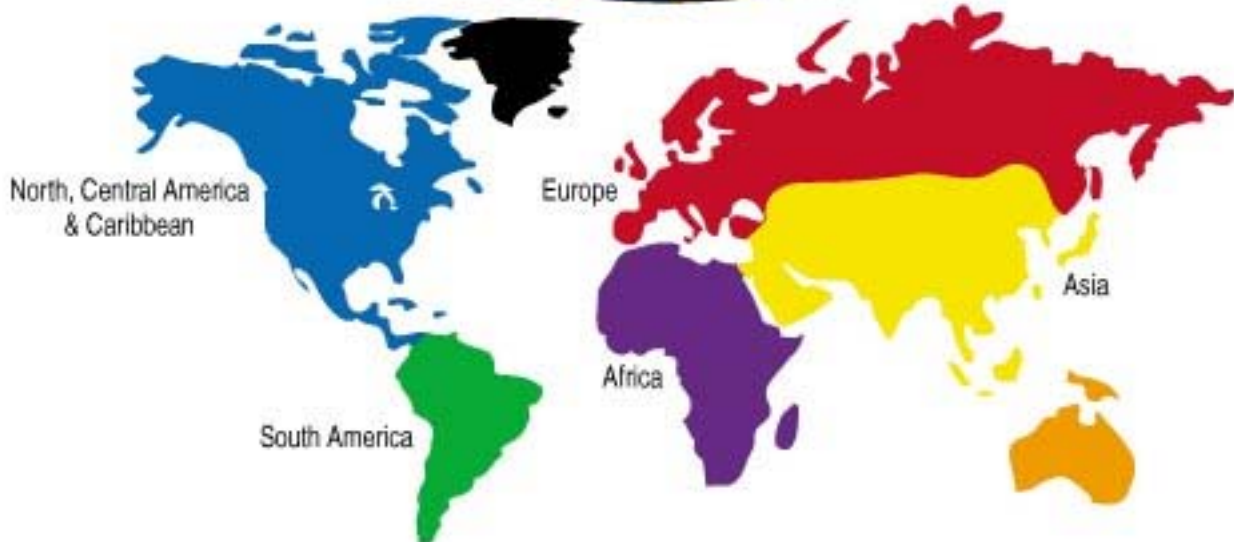 North, Central America
& Caribbean
Europe
Asia
Africa
South America